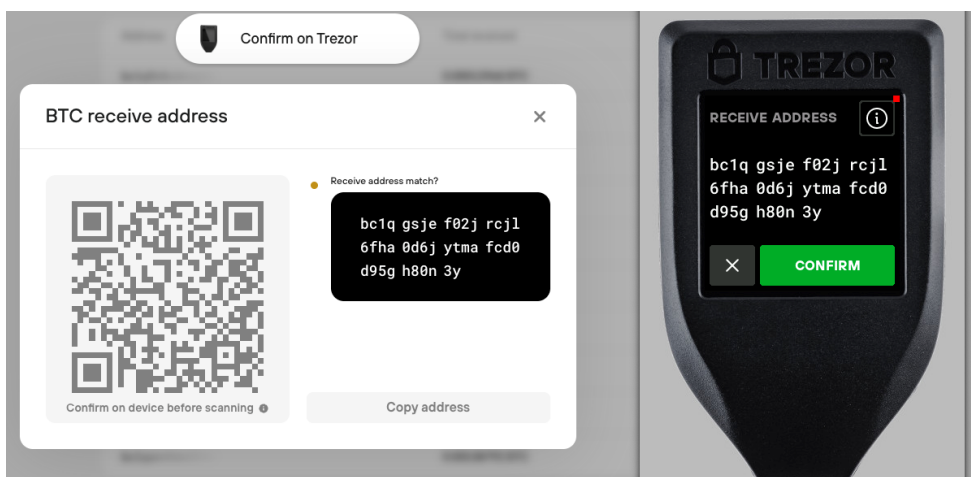 Confirm on Trezor
BTC receive address
Receive address match?
bc1q gsje f02j rcjl
6fha 0d6j ytma fcd0
d95g h80n 3y
Confirm on device before scanning
Copy address
TREZOR
RECEIVE ADDRESS
bc1q gsje f02j rcjl
6fha 0d6j ytma fcd0
d95g h80n 3y
CONFIRM